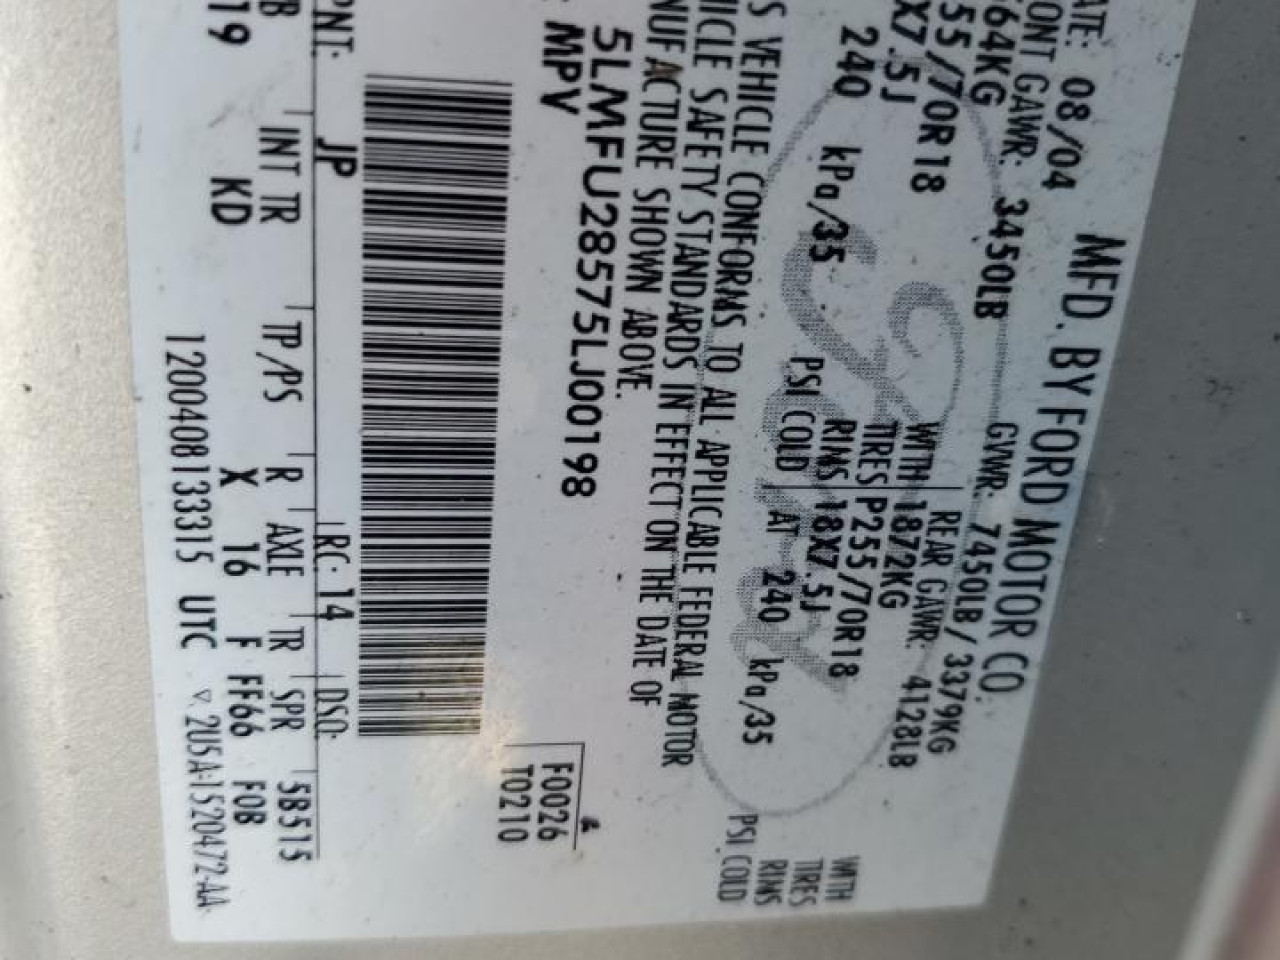 MFD. BY FORD MOTOR CO.
ATE: 08/04 GVWR: 7450LB/ 3379KG
ONT GAWR: 3450LB REAR GAWR: 4128LB
64KG WITH 1872KG WITH
55/70R18 TIRES P255/70R18 TIRES
X7.5J RIMS 18X7.5J RIMS
240 kPa/35 PSI COLD AT 240 kPa/35 PSI COLD
S VEHICLE CONFORMS TO ALL APPLICABLE FEDERAL MOTOR
HICLE SAFETY STANDARDS IN EFFECT ON THE DATE OF
NUFACTURE SHOWN ABOVE.
5LMFU28575LJ00198
MPV
F0026
T0210
PNT: JP RC: 14 DSO:
B INT TR TP/PS R AXLE TR SPR 5B515
19 KD X 16 F FF66 F0B
1200408133315 UTC ▽ 2U5A-1520472-AA